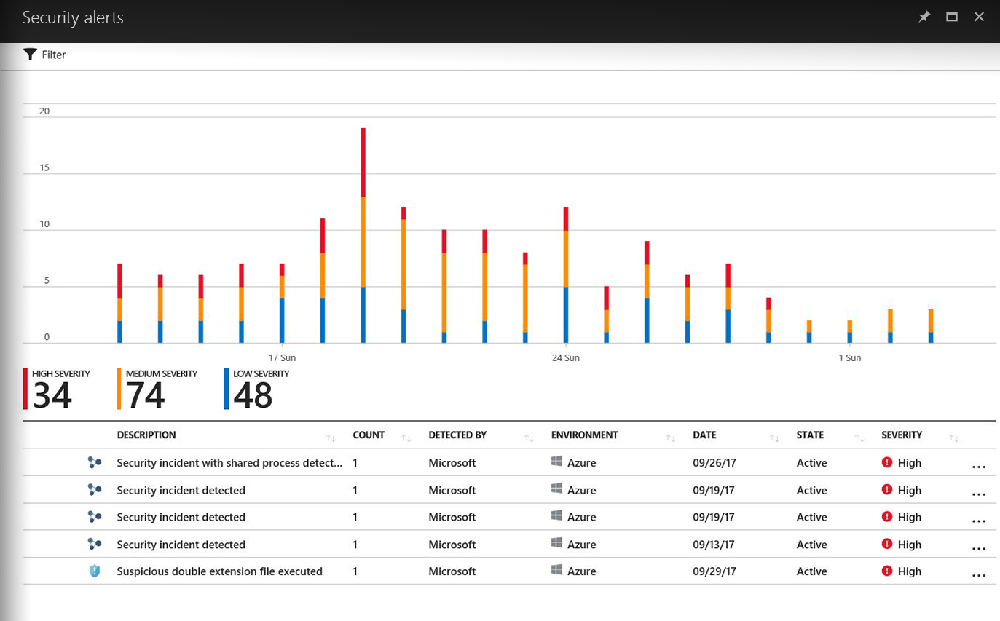 Security alerts
Filter
20
15
10
5
0
17 Sun 24 Sun 1 Sun
HIGH SEVERITY MEDIUM SEVERITY LOW SEVERITY
34 74 48
DESCRIPTION COUNT DETECTED BY ENVIRONMENT DATE STATE SEVERITY
Security incident with shared process detect... 1 Microsoft Azure 09/26/17 Active ! High ...
Security incident detected 1 Microsoft Azure 09/19/17 Active ! High ...
Security incident detected 1 Microsoft Azure 09/19/17 Active ! High ...
Security incident detected 1 Microsoft Azure 09/13/17 Active ! High ...
Suspicious double extension file executed 1 Microsoft Azure 09/29/17 Active ! High ...